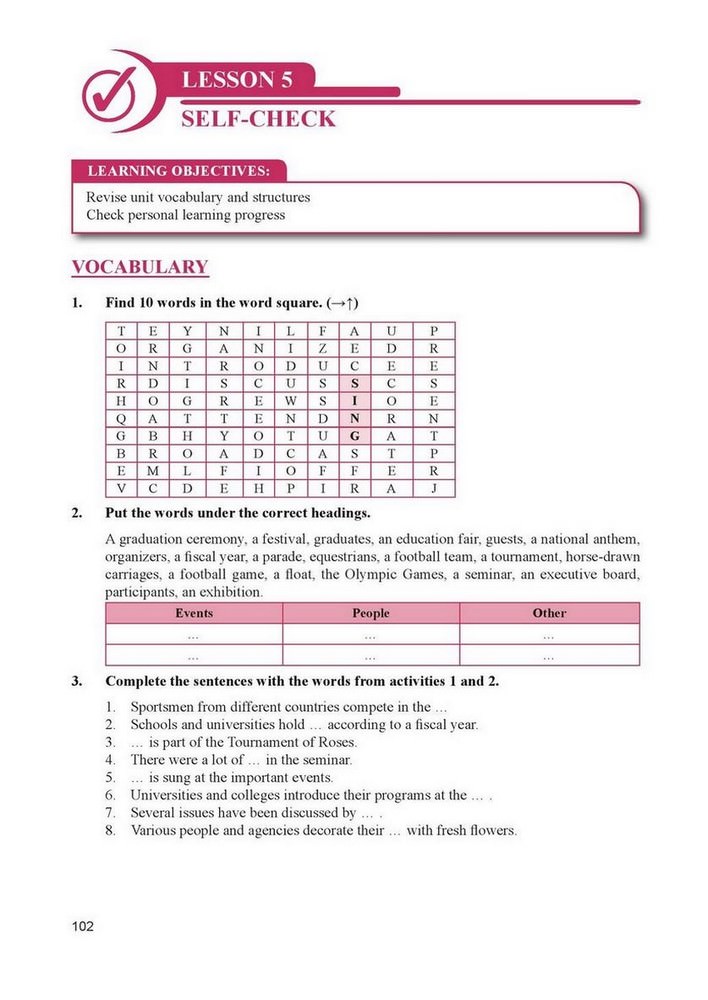 LESSON 5
SELF-CHECK
LEARNING OBJECTIVES:
Revise unit vocabulary and structures
Check personal learning progress
VOCABULARY
1. Find 10 words in the word square. (→↑)
T E Y N I L F A U P
O R G A N I Z E D R
I N T R O D U C E E
R D I S C U S S C S
H O G R E W S I O E
Q A T T E N D N R N
G B H Y O T U G A T
B R O A D C A S T P
E M L F I O F F E R
V C D E H P I R A J
2. Put the words under the correct headings.
A graduation ceremony, a festival, graduates, an education fair, guests, a national anthem,
organizers, a fiscal year, a parade, equestrians, a football team, a tournament, horse-drawn
carriages, a football game, a float, the Olympic Games, a seminar, an executive board,
participants, an exhibition.
Events People Other
... ... ...
... ... ...
3. Complete the sentences with the words from activities 1 and 2.
1. Sportsmen from different countries compete in the ...
2. Schools and universities hold ... according to a fiscal year.
3. ... is part of the Tournament of Roses.
4. There were a lot of ... in the seminar.
5. ... is sung at the important events.
6. Universities and colleges introduce their programs at the ... .
7. Several issues have been discussed by ... .
8. Various people and agencies decorate their ... with fresh flowers.
102